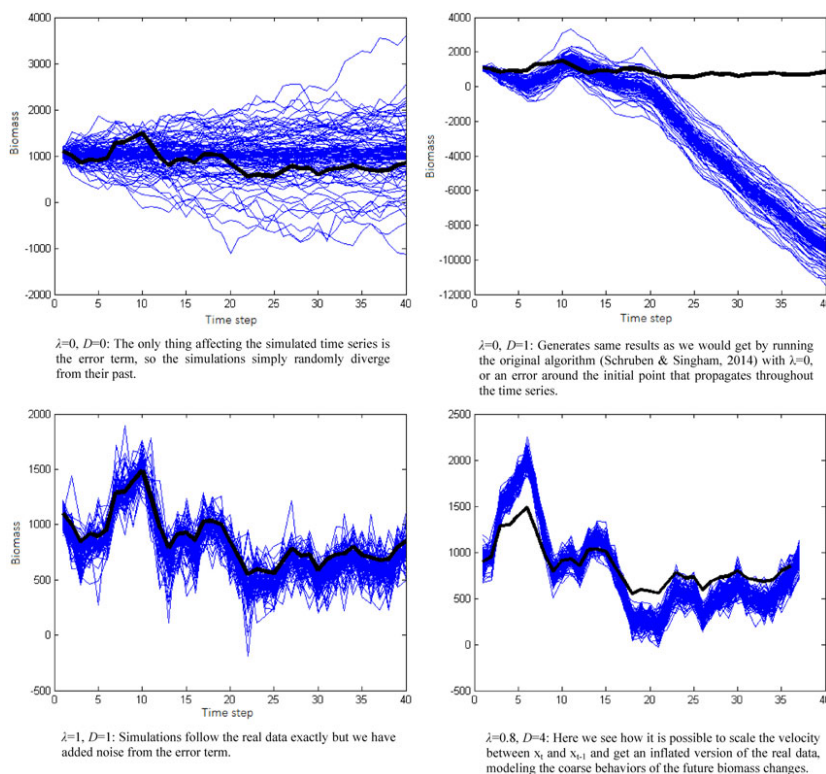 4000
3000
2000
1000
0
-1000
-2000
Biomass
0 5 10 15 20 25 30 35 40
Time step
λ=0, D=0: The only thing affecting the simulated time series is
the error term, so the simulations simply randomly diverge
from their past.
4000
2000
0
-2000
-4000
-6000
-8000
-10000
-12000
Biomass
0 5 10 15 20 25 30 35 40
Time step
λ=0, D=1: Generates same results as we would get by running
the original algorithm (Schruben & Singham, 2014) with λ=0,
or an error around the initial point that propagates throughout
the time series.
2000
1500
1000
500
0
-500
Biomass
0 5 10 15 20 25 30 35 40
Time step
λ=1, D=1: Simulations follow the real data exactly but we have
added noise from the error term.
2500
2000
1500
1000
500
0
-500
0 5 10 15 20 25 30 35 40
λ=0.8, D=4: Here we see how it is possible to scale the velocity
between xₜ and xₜ₋₁ and get an inflated version of the real data,
modeling the coarse behaviors of the future biomass changes.